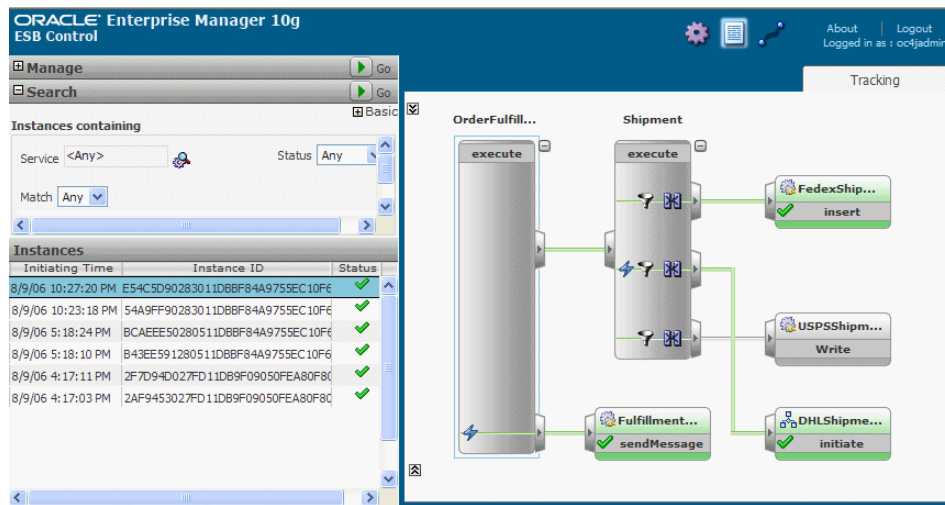 ORACLE Enterprise Manager 10g
ESB Control
About | Logout
Logged in as : oc4jadmin
Manage
Go
Search
Go
Basic
Instances containing
Service <Any>
Status Any
Match Any
Instances
Initiating Time Instance ID Status
8/9/06 10:27:20 PM E54C5D90283011DBBF84A9755EC10F6
8/9/06 10:23:18 PM 54A9FF90283011DBBF84A9755EC10F6
8/9/06 5:18:24 PM BCAEEE50280511DBBF84A9755EC10F6
8/9/06 5:18:10 PM B43EE591280511DBBF84A9755EC10F6
8/9/06 4:17:11 PM 2F7D94D027FD11DB9F09050FEA80F80
8/9/06 4:17:03 PM 2AF9453027FD11DB9F09050FEA80F80
Tracking
OrderFulfill...
execute
Shipment
execute
FedexShip...
insert
USPSShipm...
Write
Fulfillment...
sendMessage
DHLShipme...
initiate